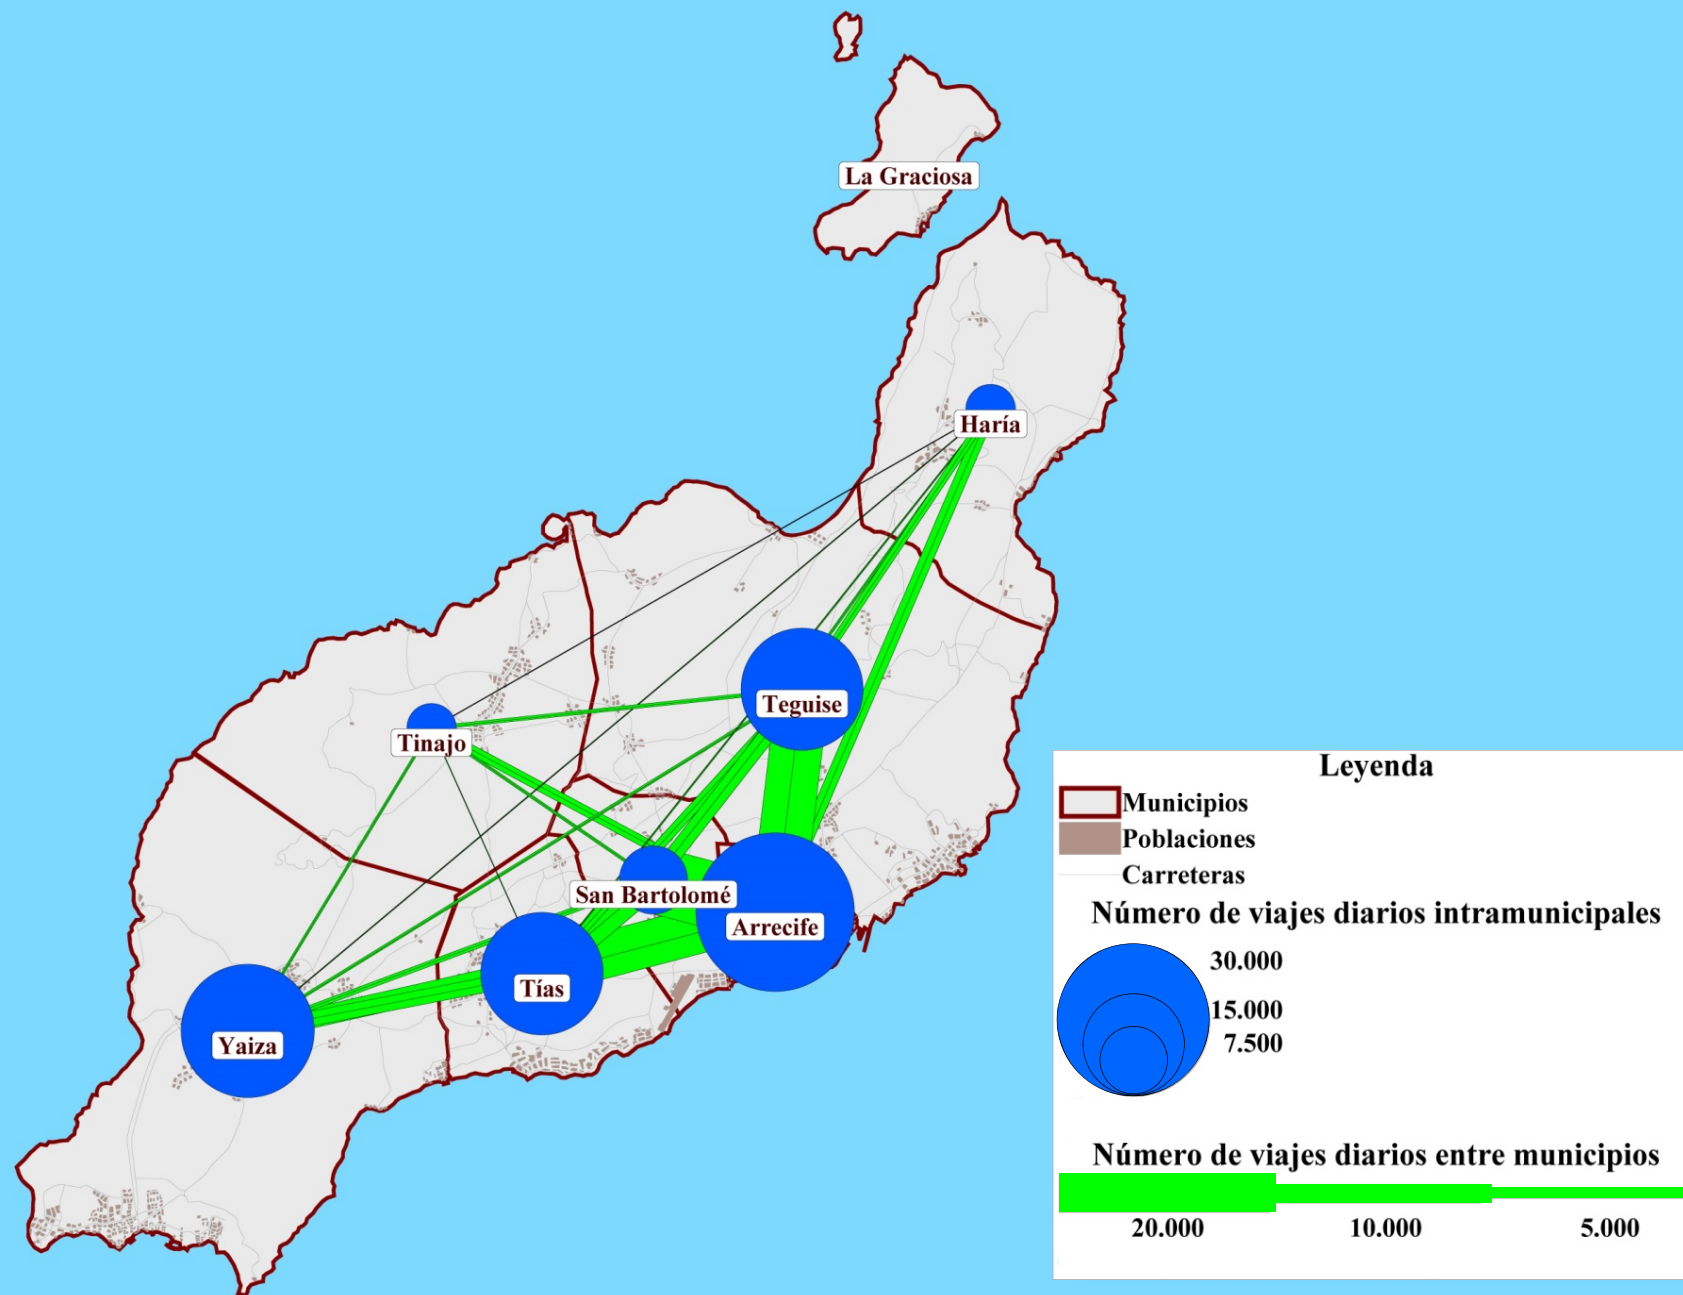 La Graciosa
Haría
Teguise
Tinajo
San Bartolomé
Arrecife
Tías
Yaiza
Leyenda
Municipios
Poblaciones
Carreteras
Número de viajes diarios intramunicipales
30.000
15.000
7.500
Número de viajes diarios entre municipios
20.000 10.000 5.000